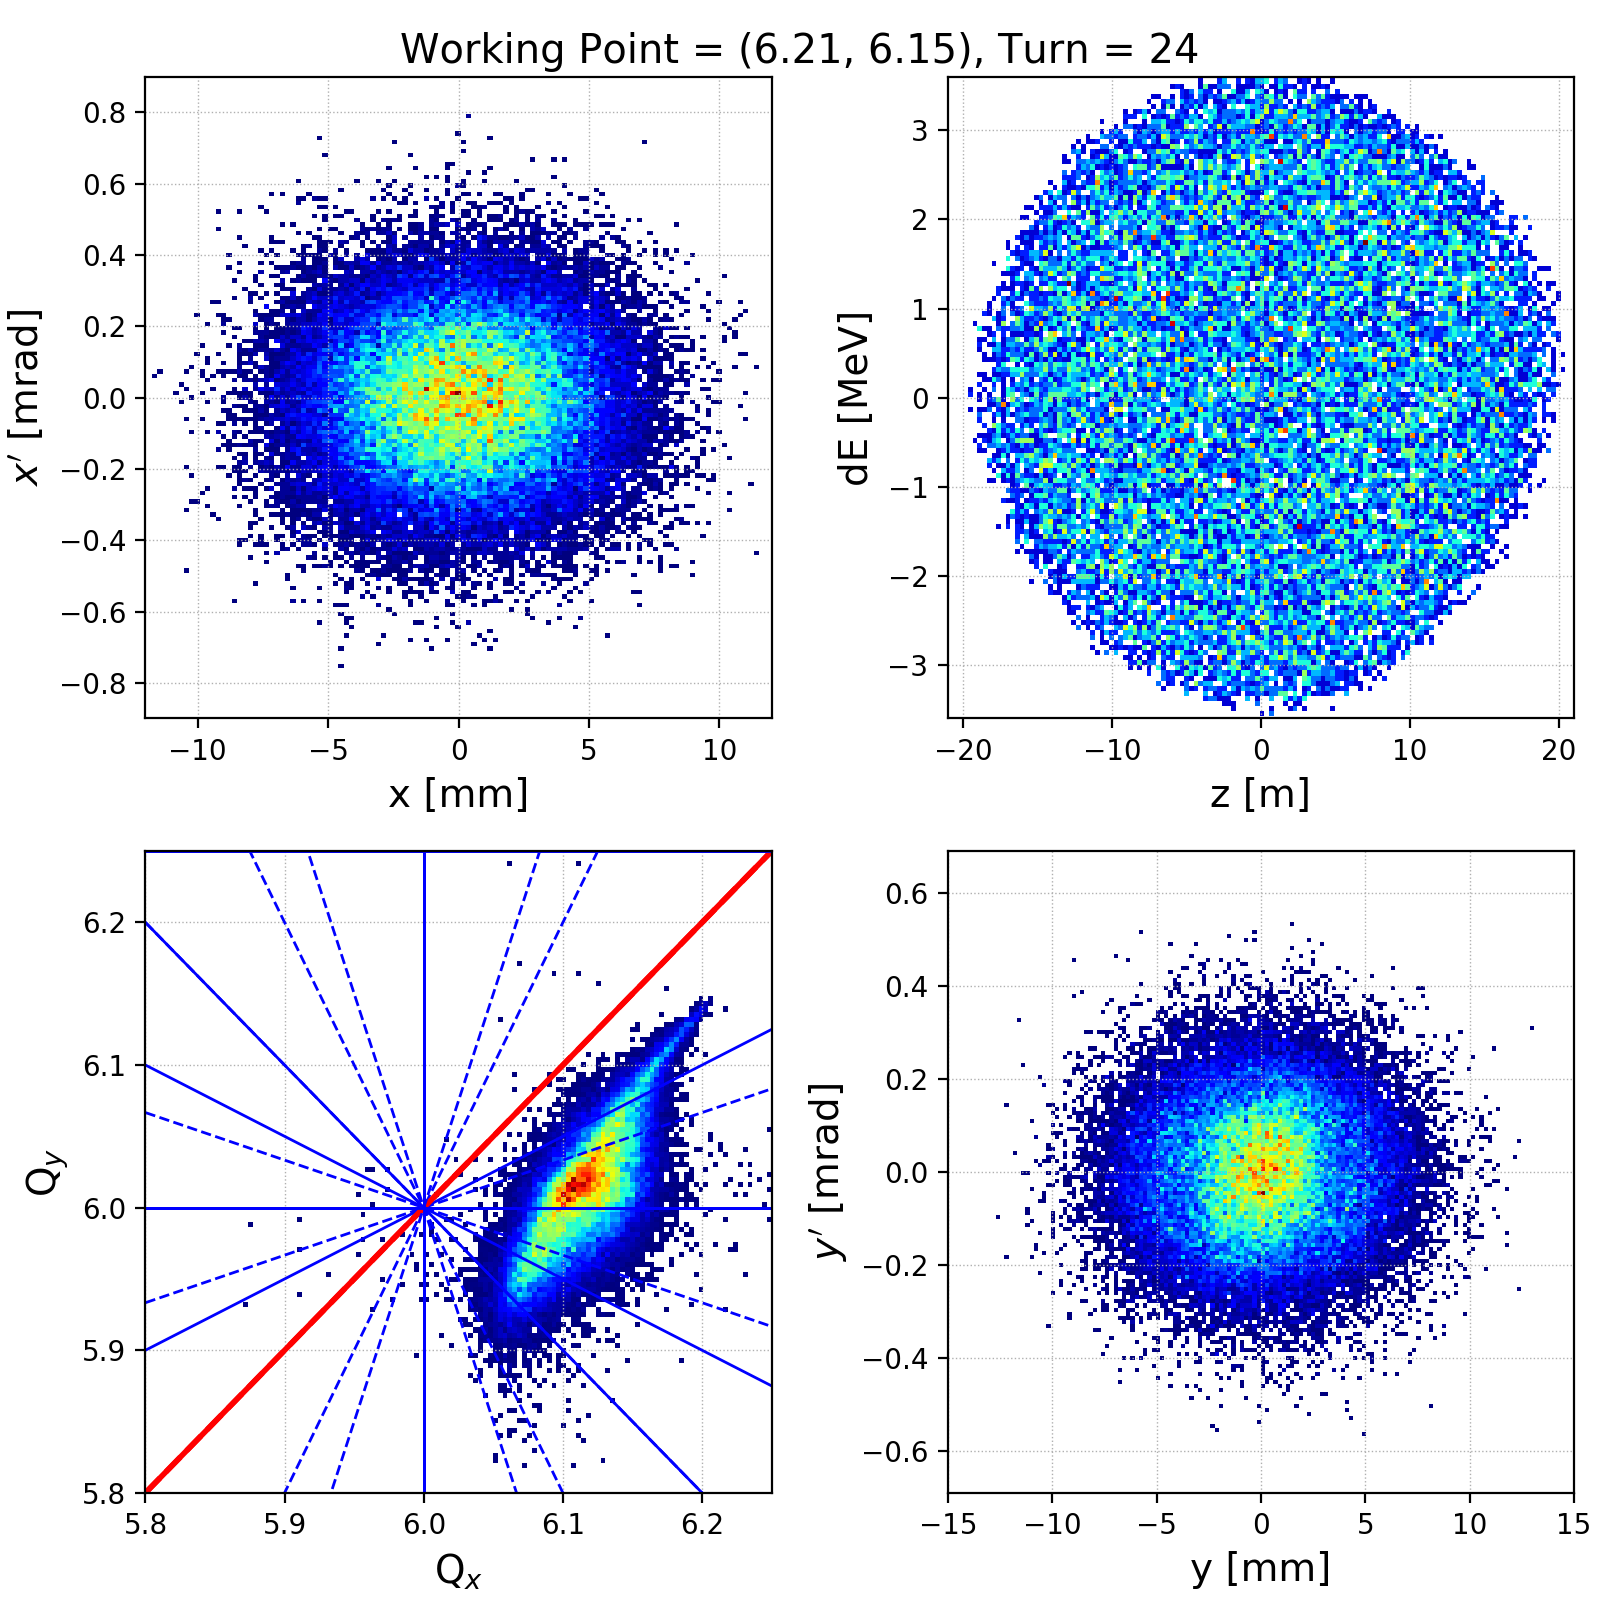 Working Point = (6.21, 6.15), Turn = 24
0.8
0.6
0.4
0.2
0.0
−0.2
−0.4
−0.6
−0.8
x′ [mrad]
−10 −5 0 5 10
x [mm]
3
2
1
0
−1
−2
−3
dE [MeV]
−20 −10 0 10 20
z [m]
6.2
6.1
6.0
5.9
5.8
Qy
5.8 5.9 6.0 6.1 6.2
Qx
0.6
0.4
0.2
0.0
−0.2
−0.4
−0.6
y′ [mrad]
−15 −10 −5 0 5 10 15
y [mm]